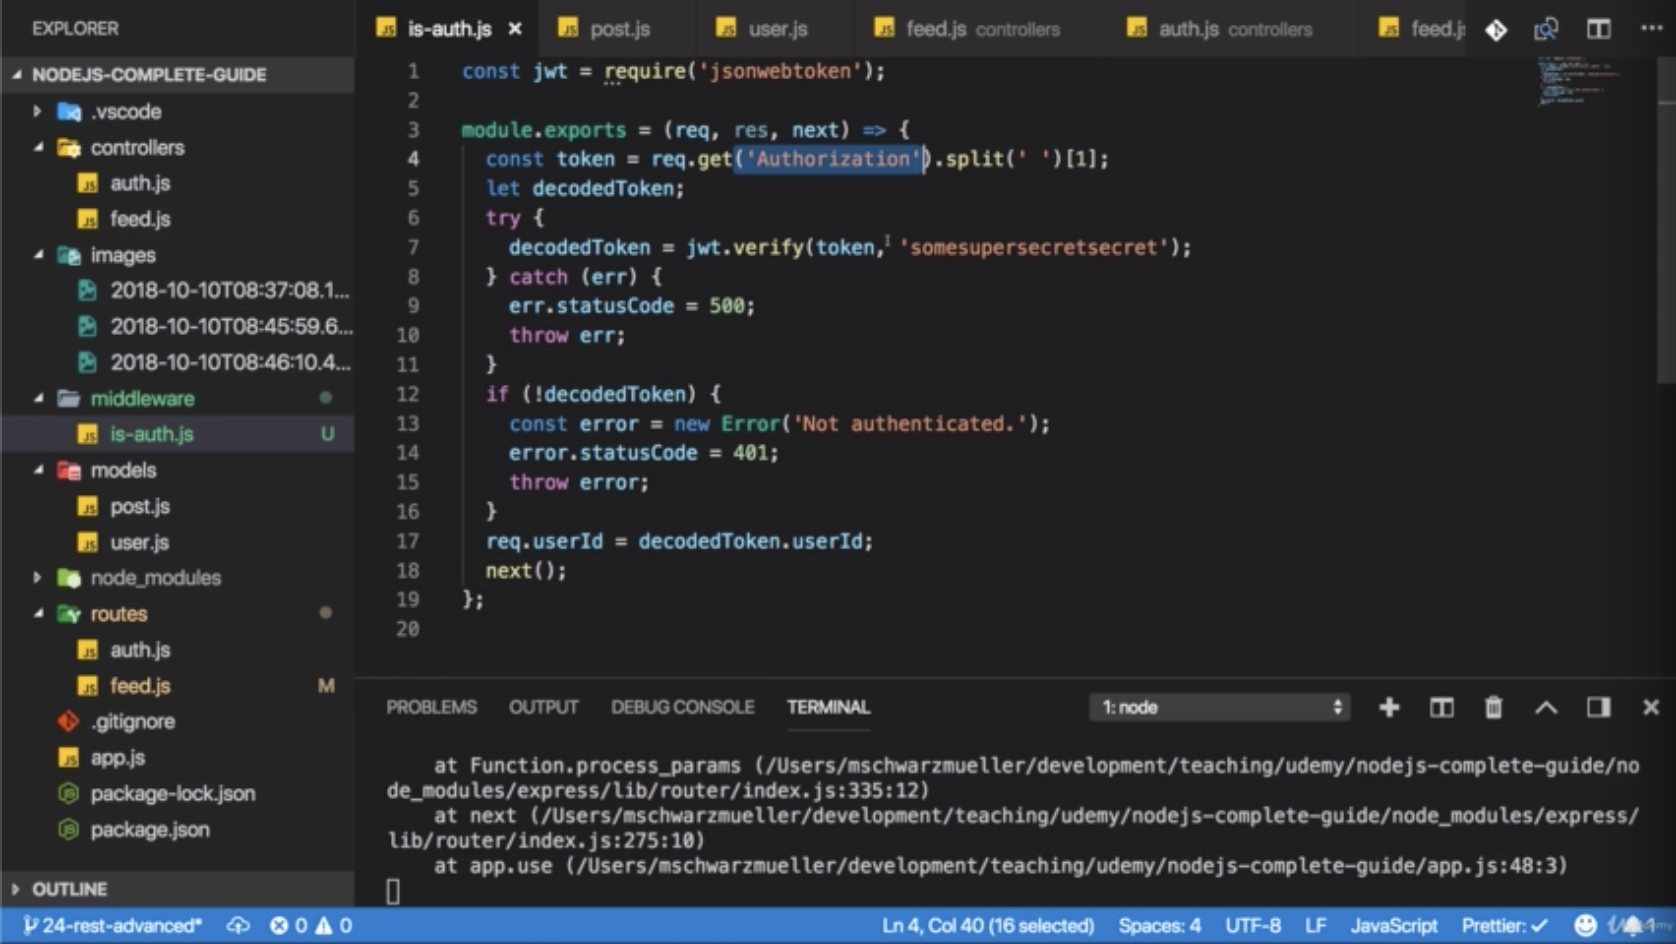 EXPLORER
NODEJS-COMPLETE-GUIDE
.vscode
controllers
auth.js
feed.js
images
2018-10-10T08:37:08.1...
2018-10-10T08:45:59.6...
2018-10-10T08:46:10.4...
middleware
is-auth.js U
models
post.js
user.js
node_modules
routes
auth.js
feed.js M
.gitignore
app.js
package-lock.json
package.json
OUTLINE
is-auth.js × post.js user.js feed.js controllers auth.js controllers feed.js
1 const jwt = require('jsonwebtoken');
2
3 module.exports = (req, res, next) => {
4 const token = req.get('Authorization').split(' ')[1];
5 let decodedToken;
6 try {
7 decodedToken = jwt.verify(token, 'somesupersecretsecret');
8 } catch (err) {
9 err.statusCode = 500;
10 throw err;
11 }
12 if (!decodedToken) {
13 const error = new Error('Not authenticated.');
14 error.statusCode = 401;
15 throw error;
16 }
17 req.userId = decodedToken.userId;
18 next();
19 };
20
PROBLEMS OUTPUT DEBUG CONSOLE TERMINAL 1: node
at Function.process_params (/Users/mschwarzmueller/development/teaching/udemy/nodejs-complete-guide/no
de_modules/express/lib/router/index.js:335:12)
at next (/Users/mschwarzmueller/development/teaching/udemy/nodejs-complete-guide/node_modules/express/
lib/router/index.js:275:10)
at app.use (/Users/mschwarzmueller/development/teaching/udemy/nodejs-complete-guide/app.js:48:3)
24-rest-advanced* 0 0 Ln 4, Col 40 (16 selected) Spaces: 4 UTF-8 LF JavaScript Prettier: ✓ 1